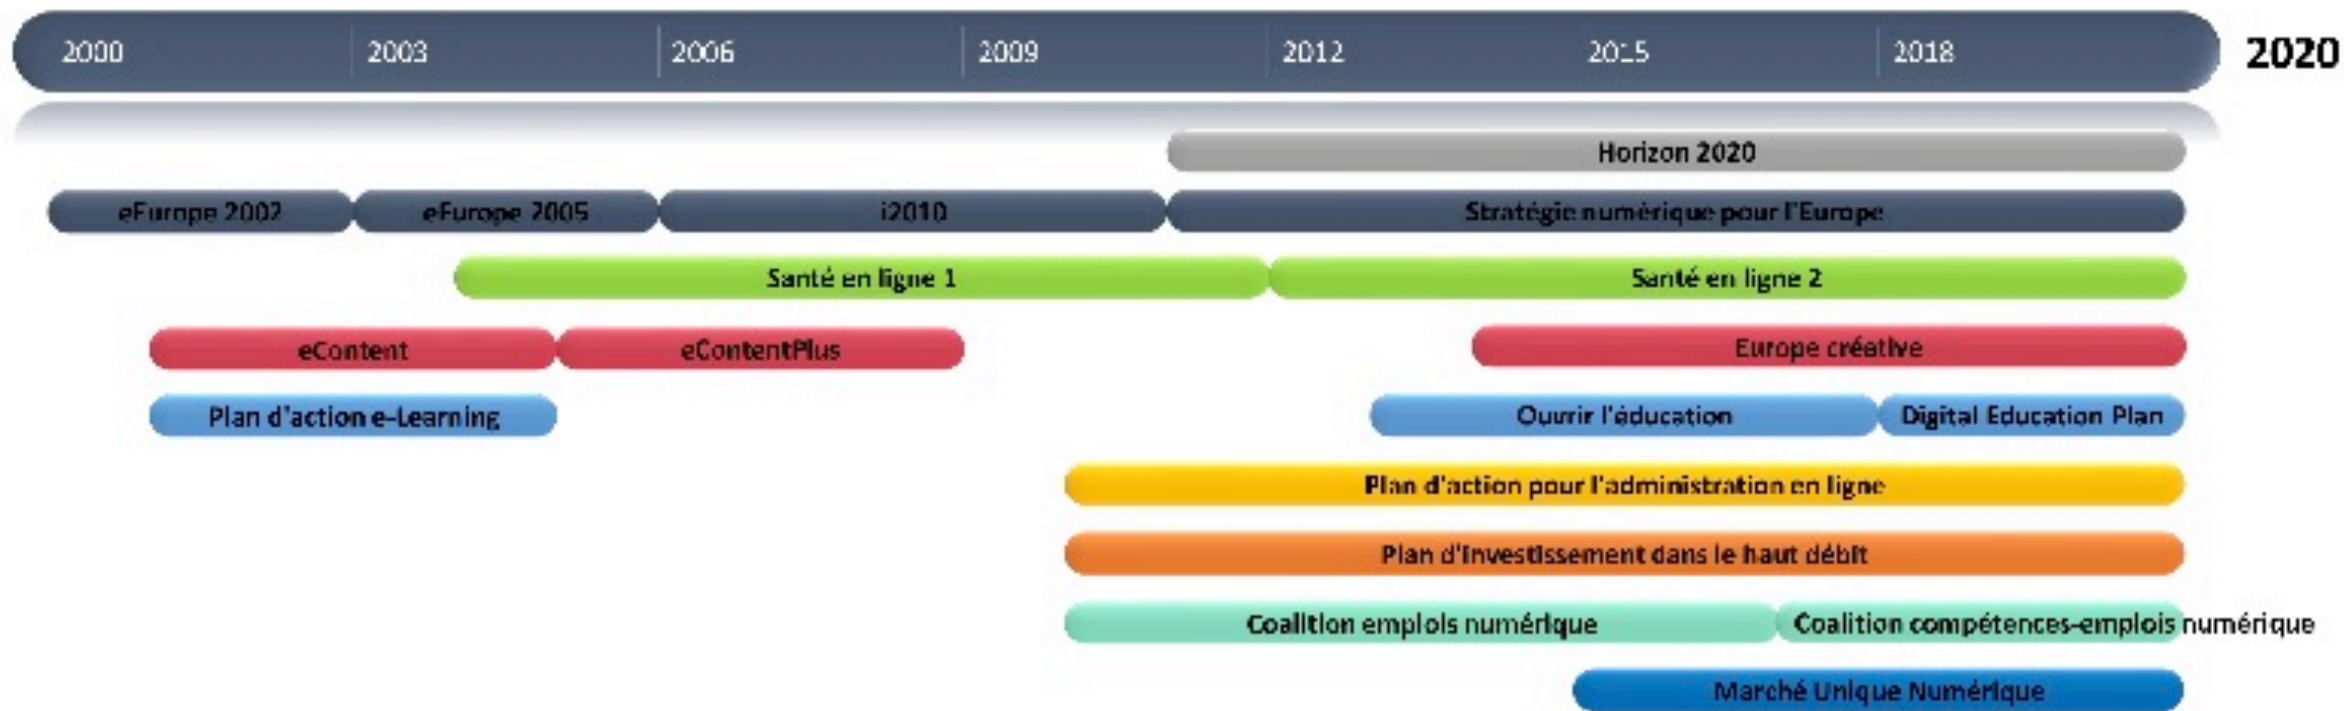 2000 2003 2006 2009 2012 2015 2018 2020
Horizon 2020
eEurope 2002 eEurope 2005 i2010 Stratégie numérique pour l'Europe
Santé en ligne 1 Santé en ligne 2
eContent eContentPlus Europe créative
Plan d'action e-Learning Ouvrir l'éducation Digital Education Plan
Plan d'action pour l'administration en ligne
Plan d'investissement dans le haut débit
Coalition emplois numérique Coalition compétences-emplois numérique
Marché Unique Numérique